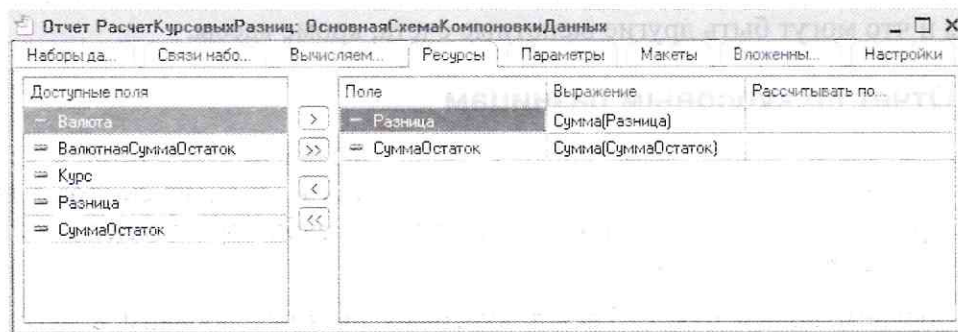 Отчет РасчетКурсовыхРазниц: ОсновнаяСхемаКомпоновкиДанных
Наборы да... Связи набо... Вычисляем... Ресурсы Параметры Макеты Вложенны... Настройки
Доступные поля
Валюта
ВалютнаяСуммаОстаток
Курс
Разница
СуммаОстаток
>
>>
<
<<
Поле Выражение Рассчитывать по...
Разница Сумма(Разница)
СуммаОстаток Сумма(СуммаОстаток)